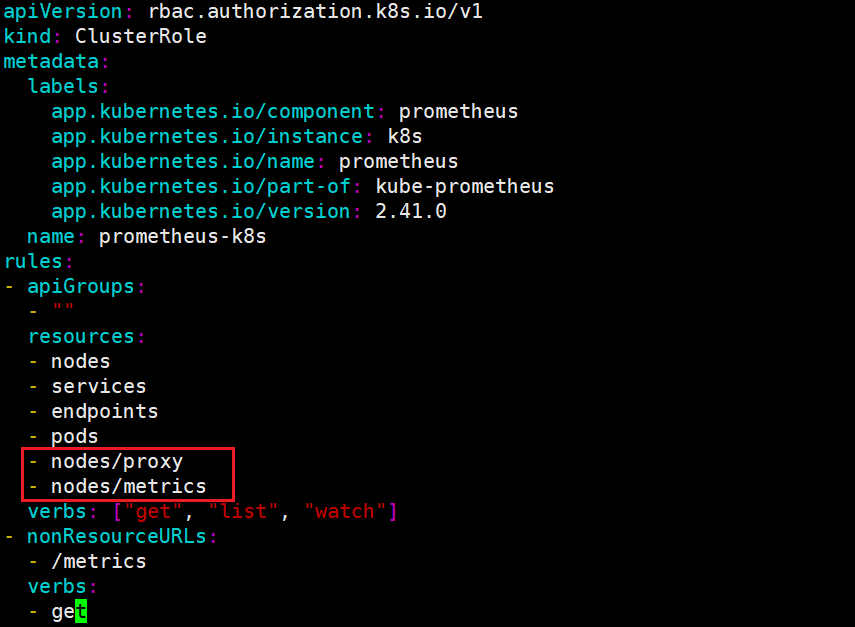 apiVersion: rbac.authorization.k8s.io/v1
kind: ClusterRole
metadata:
  labels:
    app.kubernetes.io/component: prometheus
    app.kubernetes.io/instance: k8s
    app.kubernetes.io/name: prometheus
    app.kubernetes.io/part-of: kube-prometheus
    app.kubernetes.io/version: 2.41.0
  name: prometheus-k8s
rules:
- apiGroups:
  - ""
  resources:
  - nodes
  - services
  - endpoints
  - pods
  - nodes/proxy
  - nodes/metrics
  verbs: ["get", "list", "watch"]
- nonResourceURLs:
  - /metrics
  verbs:
  - get